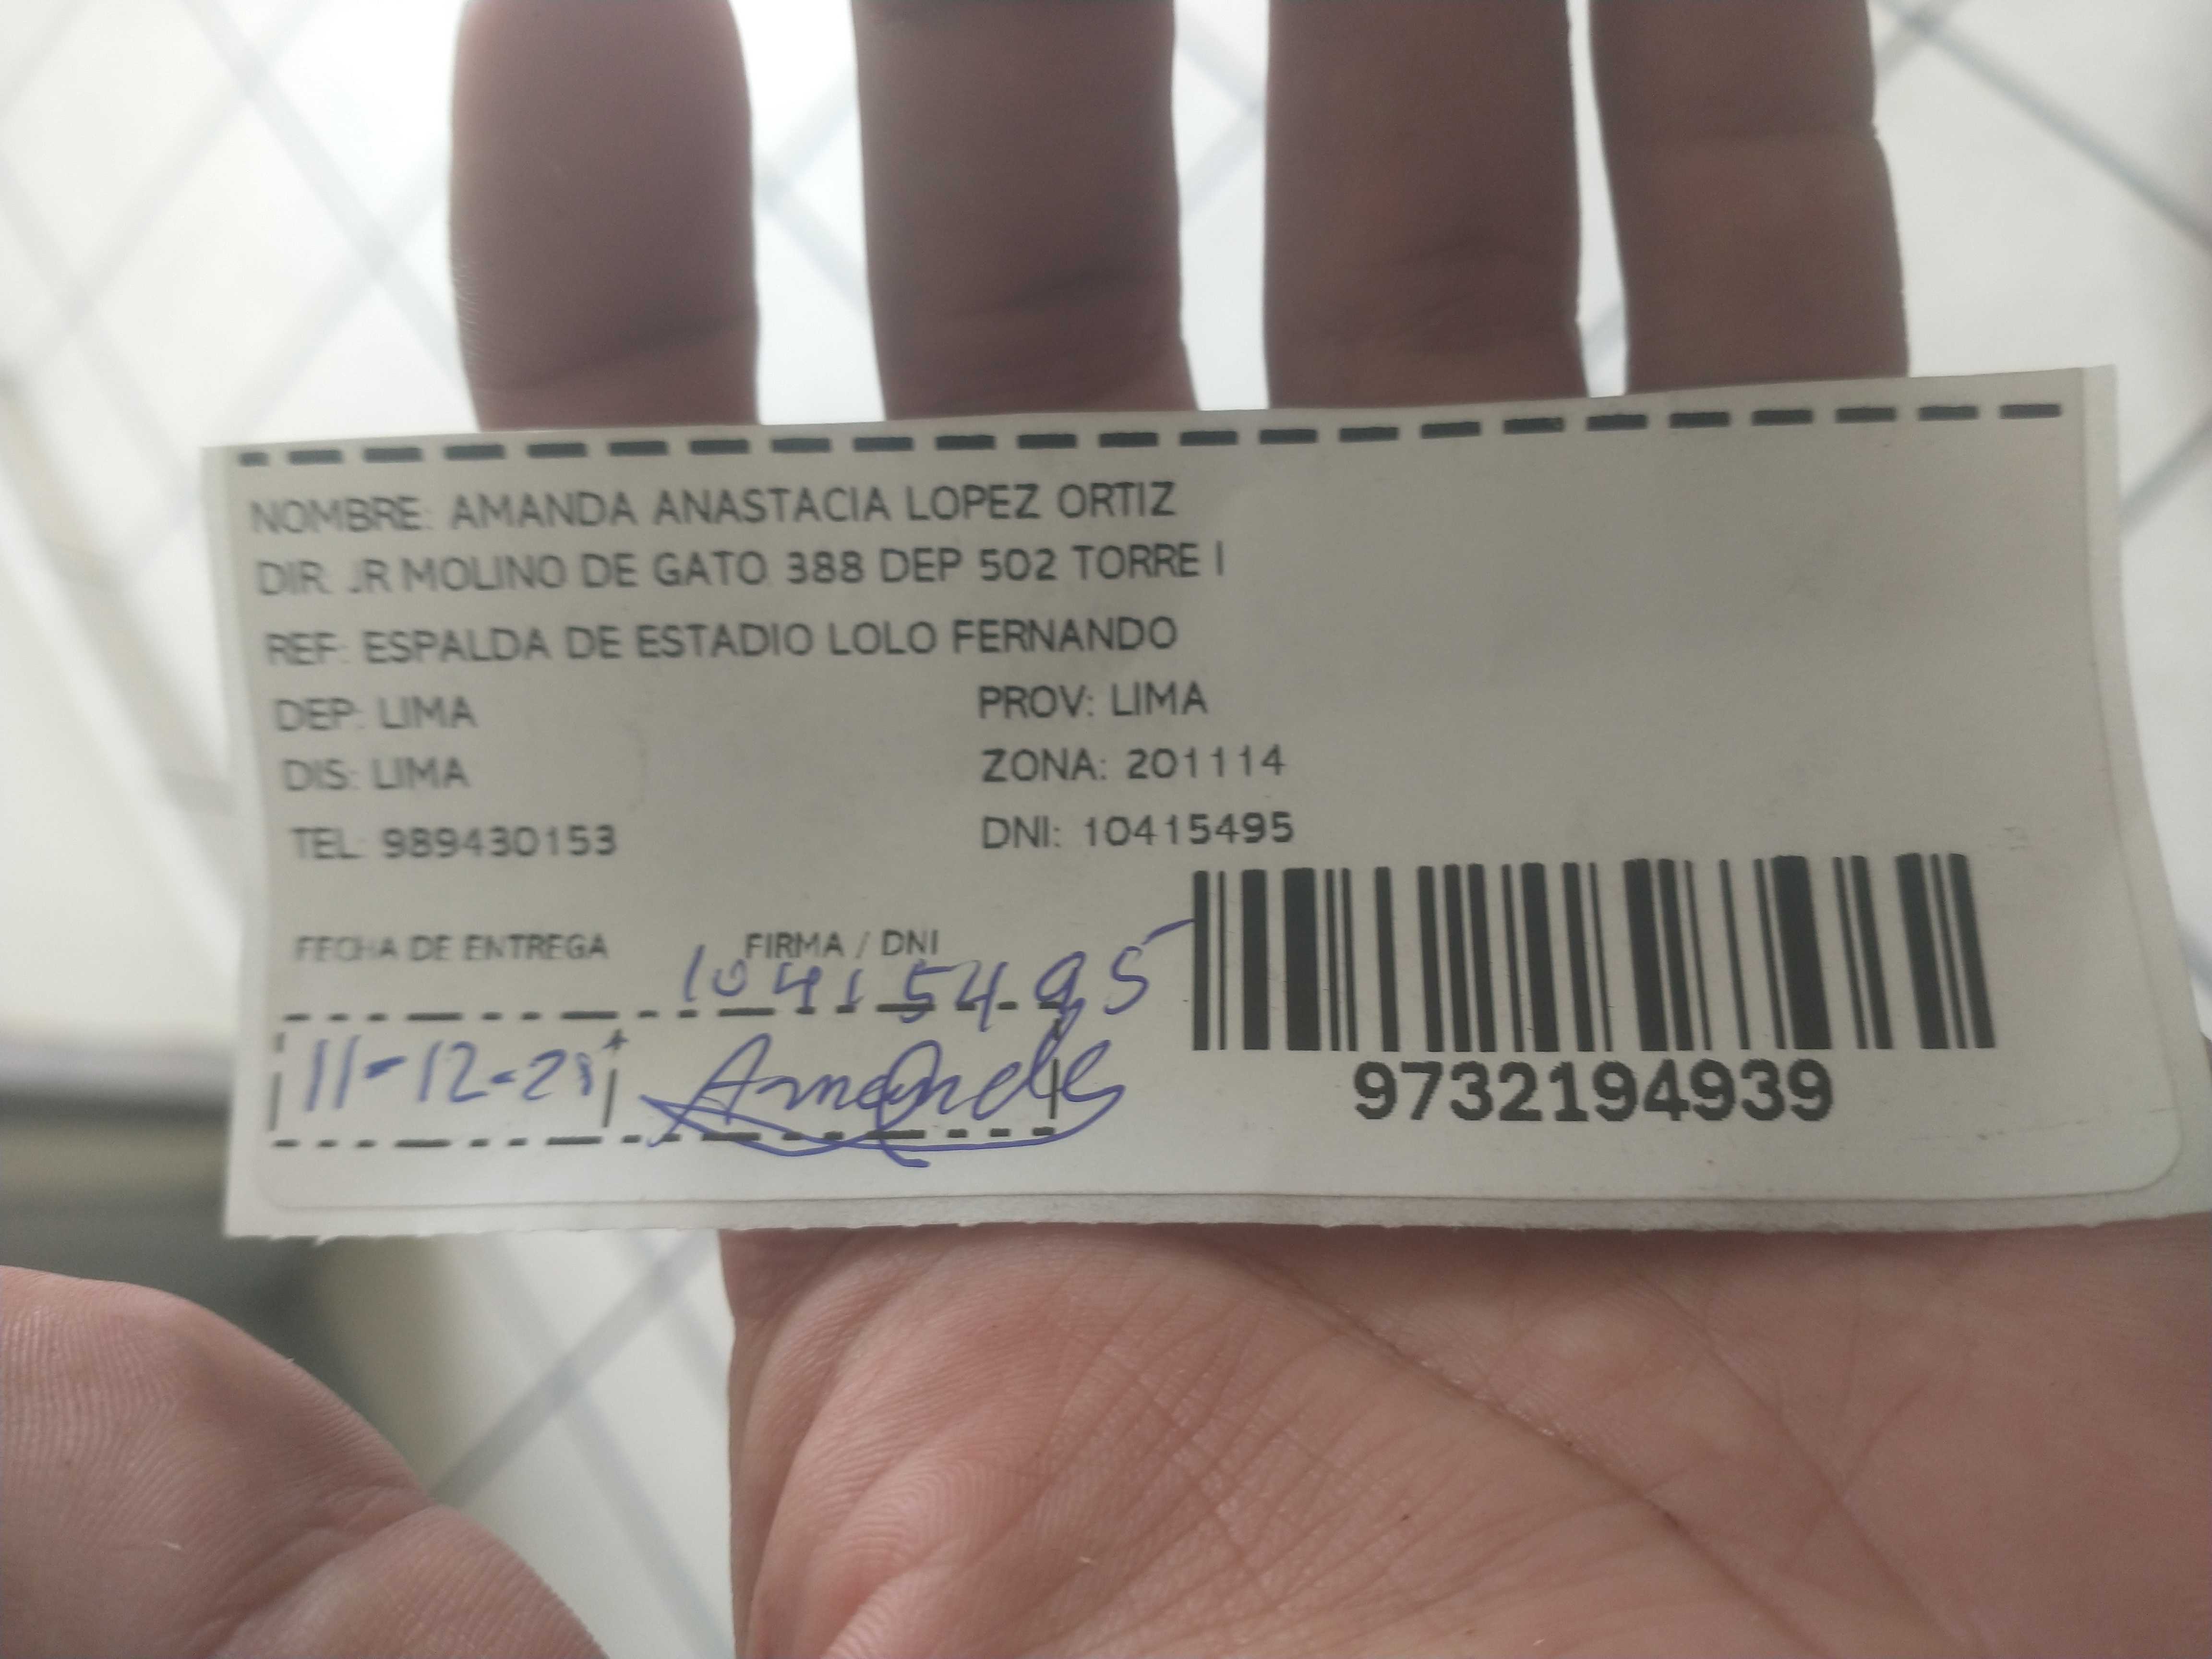 NOMBRE: AMANDA ANASTACIA LOPEZ ORTIZ
DIR. JR MOLINO DE GATO 388 DEP 502 TORRE I
REF: ESPALDA DE ESTADIO LOLO FERNANDO
DEP: LIMA PROV: LIMA
DIS: LIMA ZONA: 201114
TEL: 989430153 DNI: 10415495
FECHA DE ENTREGA FIRMA / DNI
10415495
11-12-21 Amanda
9732194939